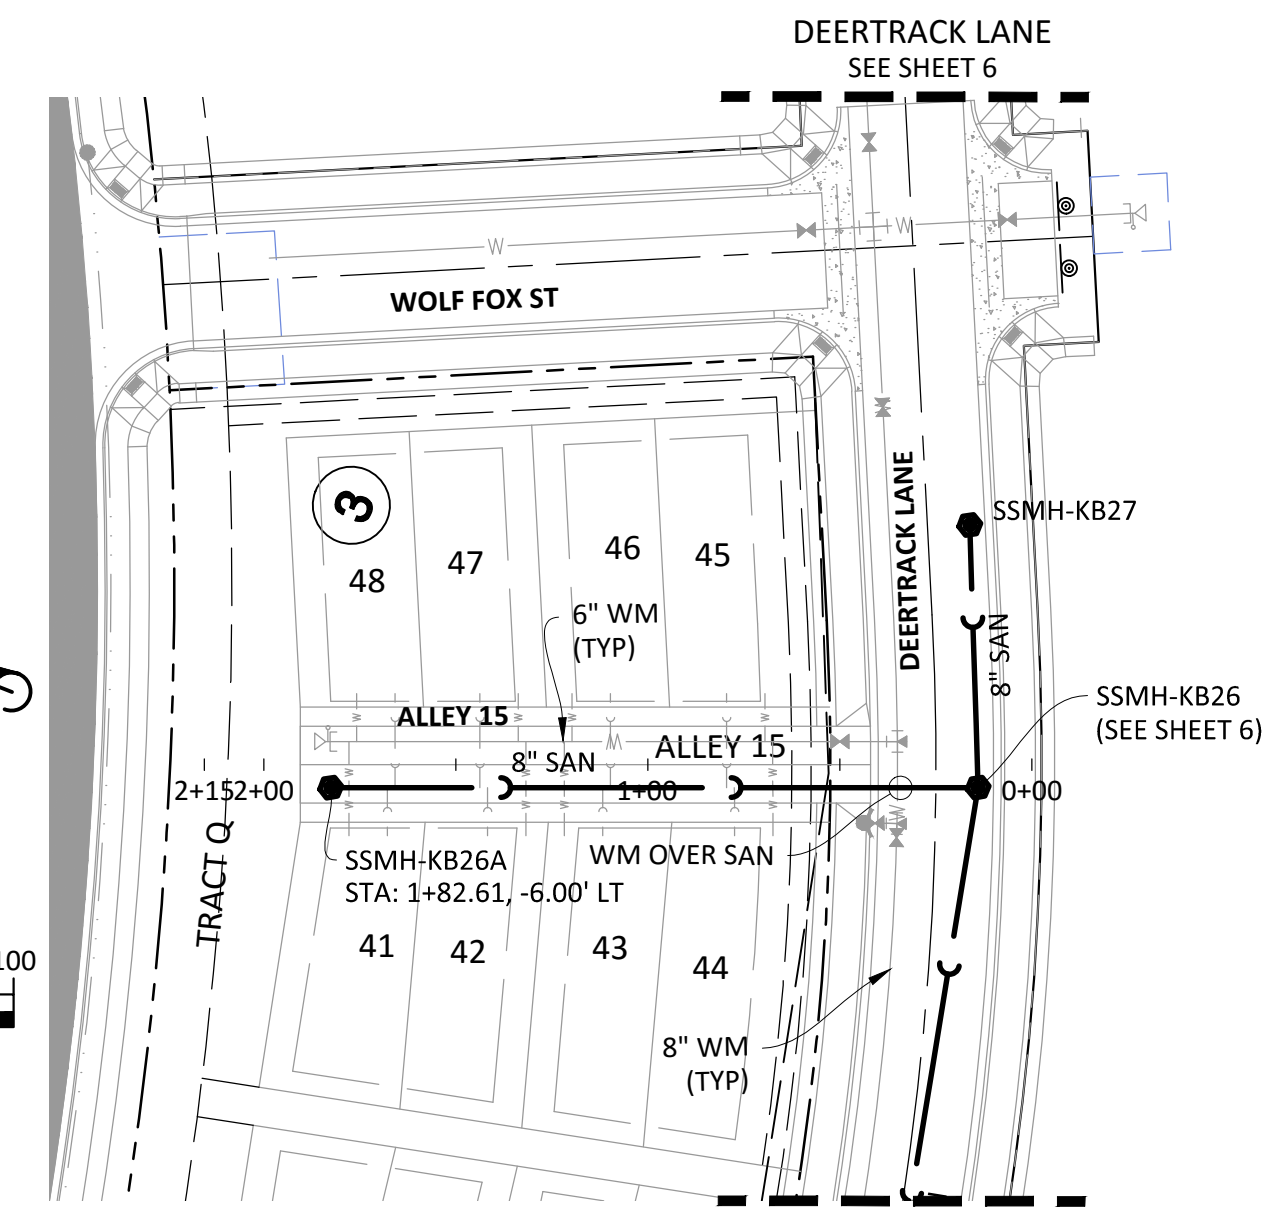 DEERTRACK LANE
SEE SHEET 6
W
W
WOLF FOX ST
3
DEERTRACK LANE
SSMH-KB27
48
47
46
45
6" WM
(TYP)
8" SAN
SSMH-KB26
(SEE SHEET 6)
ALLEY 15
ALLEY 15
8" SAN
W
2+15
2+00
1+00
0+00
TRACT Q
WM OVER SAN
SSMH-KB26A
STA: 1+82.61, -6.00' LT
41
42
43
44
100
8" WM
(TYP)